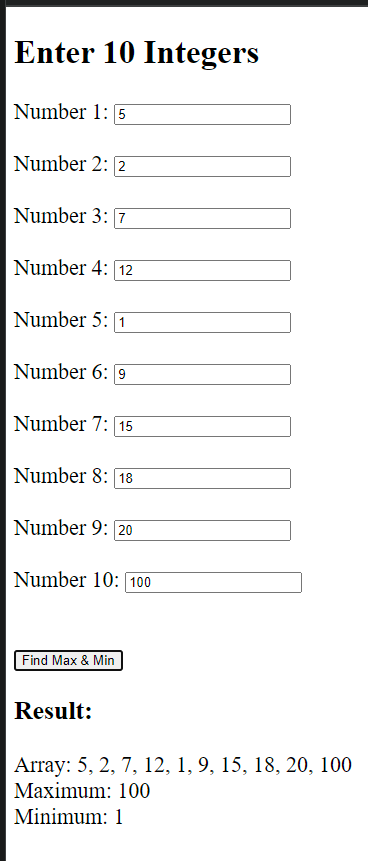 Enter 10 Integers
Number 1: 5
Number 2: 2
Number 3: 7
Number 4: 12
Number 5: 1
Number 6: 9
Number 7: 15
Number 8: 18
Number 9: 20
Number 10: 100
Find Max & Min
Result:
Array: 5, 2, 7, 12, 1, 9, 15, 18, 20, 100
Maximum: 100
Minimum: 1